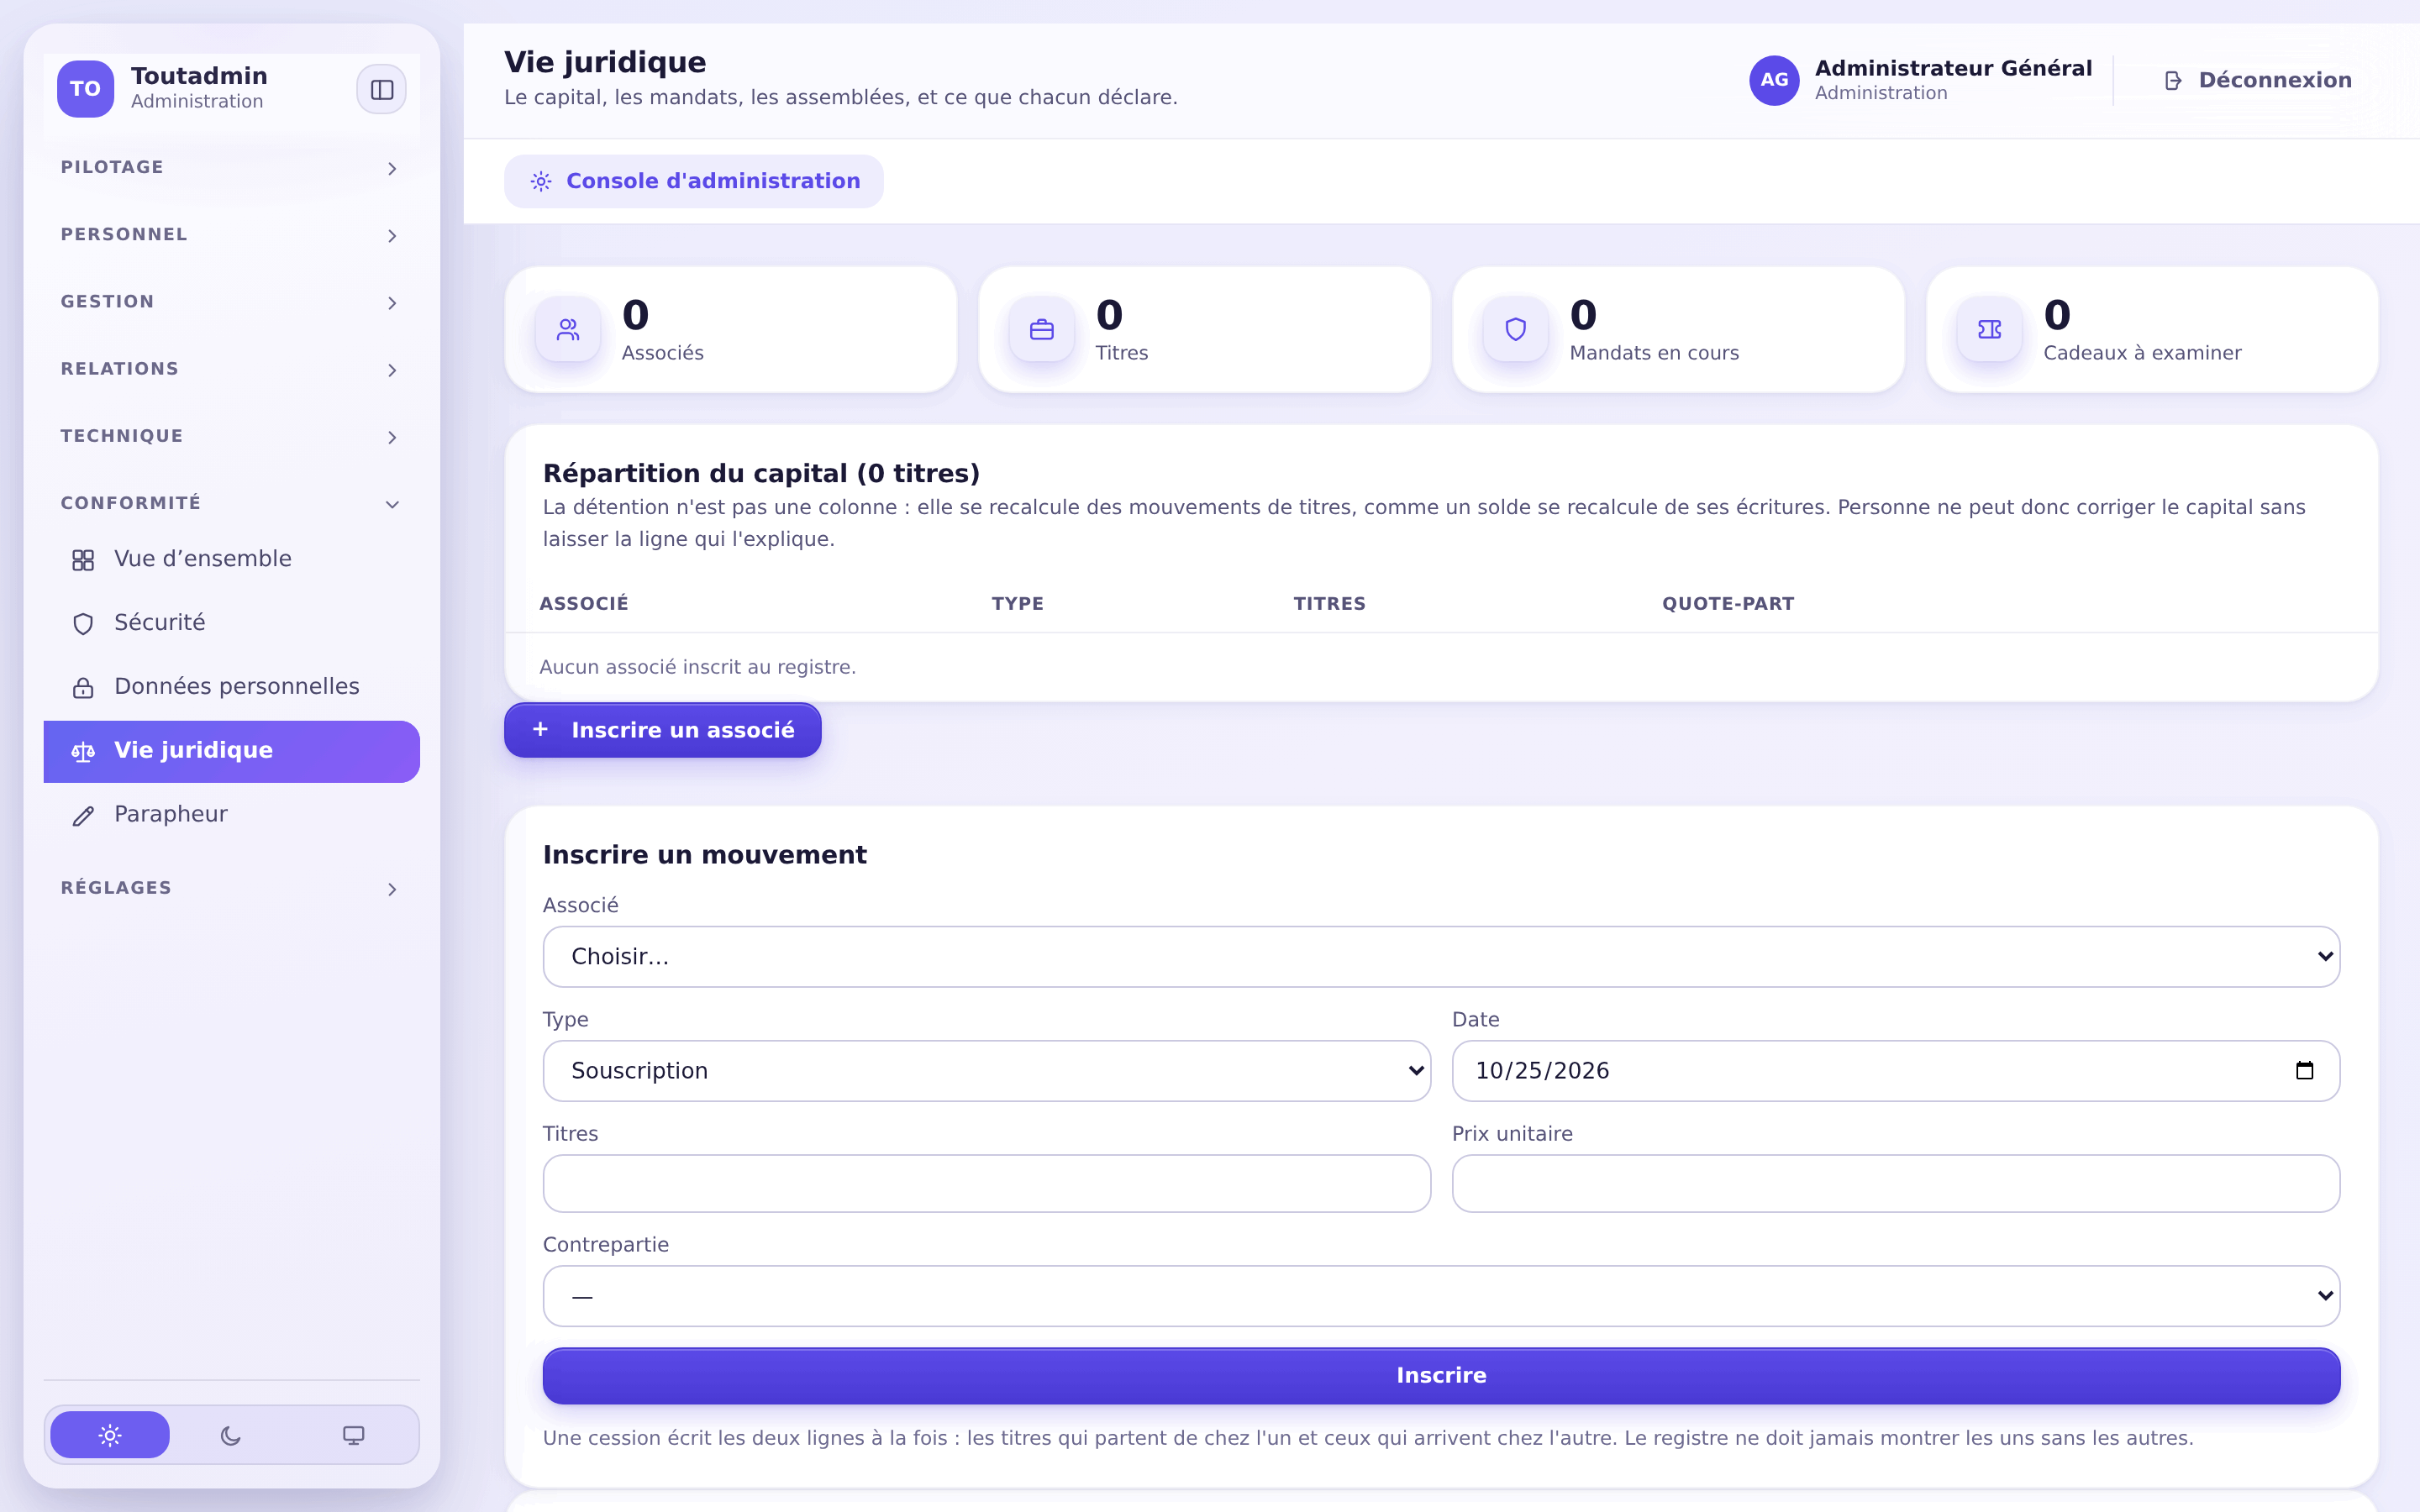 TO
Toutadmin
Administration
PILOTAGE
PERSONNEL
GESTION
RELATIONS
TECHNIQUE
CONFORMITÉ
Vue d’ensemble
Sécurité
Données personnelles
Vie juridique
Parapheur
RÉGLAGES
Vie juridique
Le capital, les mandats, les assemblées, et ce que chacun déclare.
AG
Administrateur Général
Administration
Déconnexion
Console d'administration
0
Associés
0
Titres
0
Mandats en cours
0
Cadeaux à examiner
Répartition du capital (0 titres)
La détention n'est pas une colonne : elle se recalcule des mouvements de titres, comme un solde se recalcule de ses écritures. Personne ne peut donc corriger le capital sans
laisser la ligne qui l'explique.
ASSOCIÉ TYPE TITRES QUOTE-PART
Aucun associé inscrit au registre.
+ Inscrire un associé
Inscrire un mouvement
Associé
Choisir…
Type Date
Souscription 10/25/2026
Titres Prix unitaire
Contrepartie
—
Inscrire
Une cession écrit les deux lignes à la fois : les titres qui partent de chez l'un et ceux qui arrivent chez l'autre. Le registre ne doit jamais montrer les uns sans les autres.